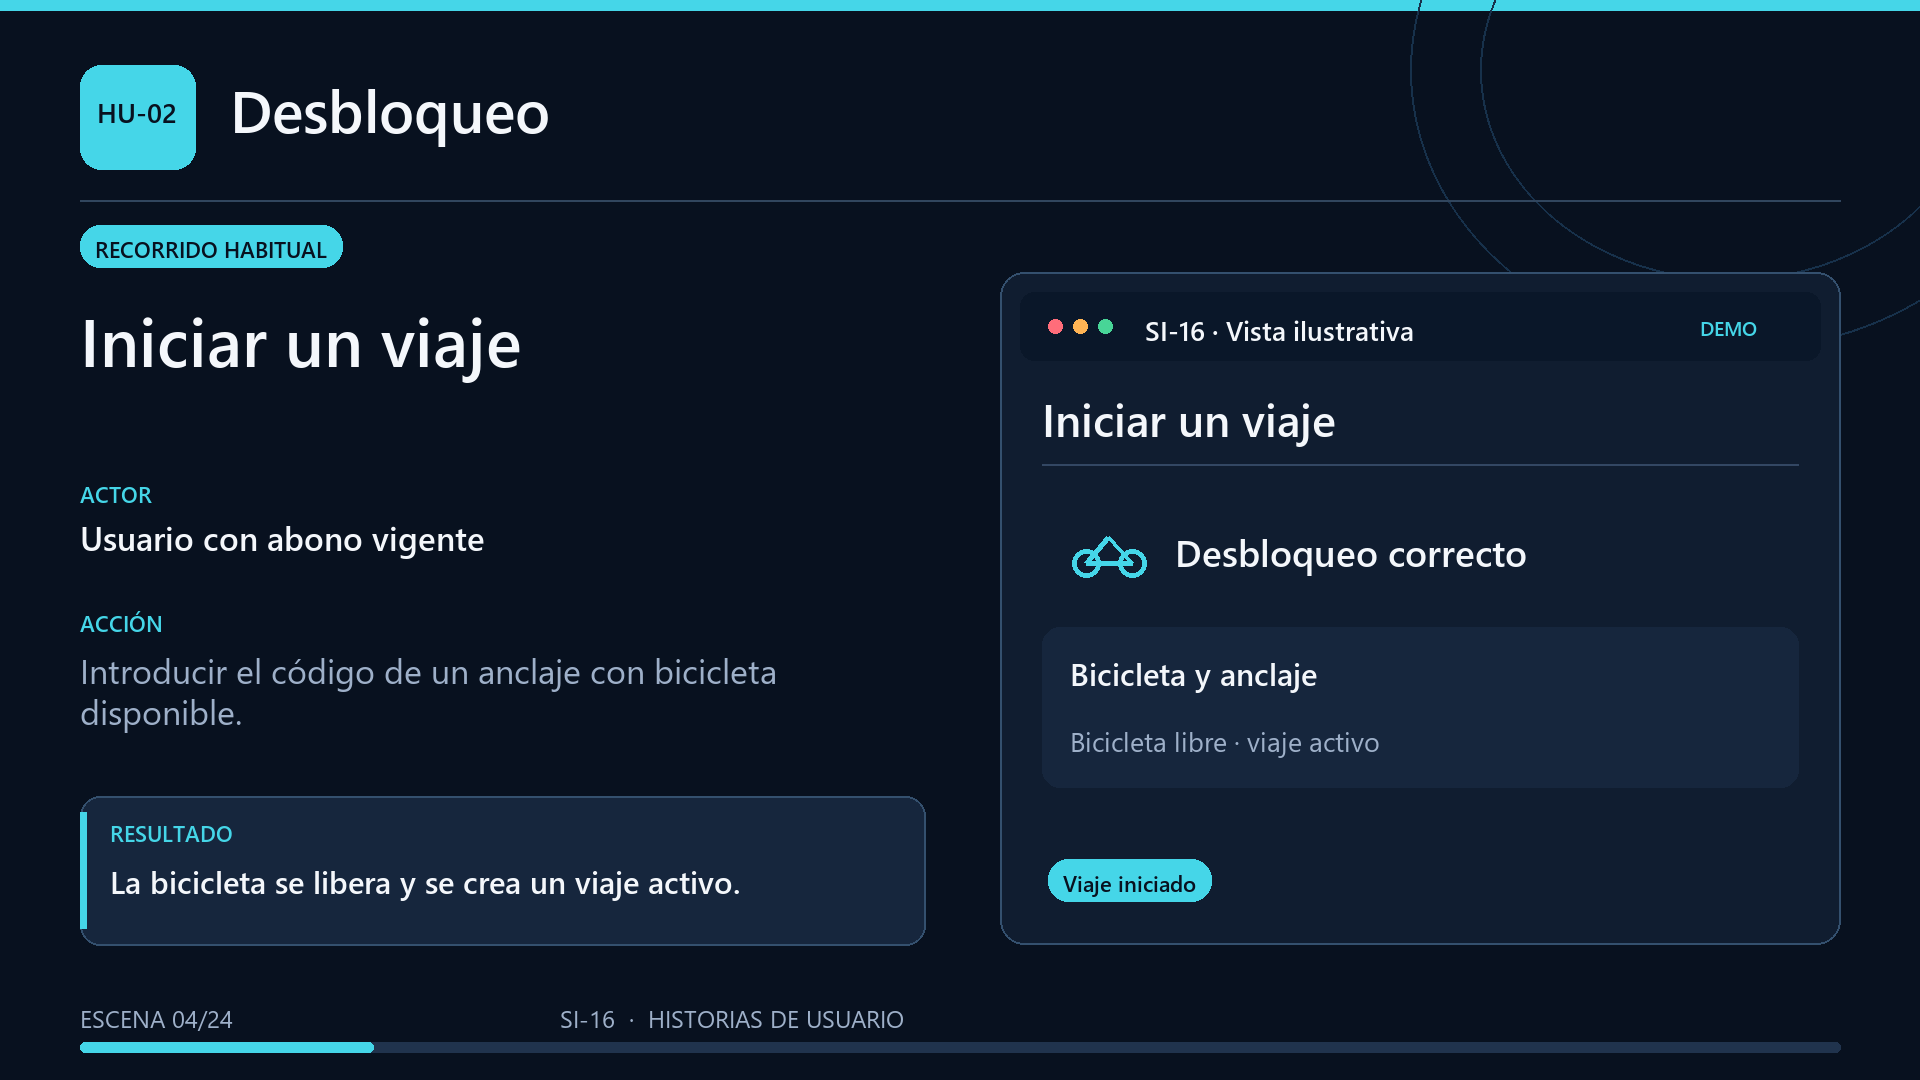 HU-02
Desbloqueo
RECORRIDO HABITUAL
Iniciar un viaje
ACTOR
Usuario con abono vigente
ACCIÓN
Introducir el código de un anclaje con bicicleta
disponible.
RESULTADO
La bicicleta se libera y se crea un viaje activo.
SI-16 · Vista ilustrativa
DEMO
Iniciar un viaje
Desbloqueo correcto
Bicicleta y anclaje
Bicicleta libre · viaje activo
Viaje iniciado
ESCENA 04/24
SI-16 · HISTORIAS DE USUARIO